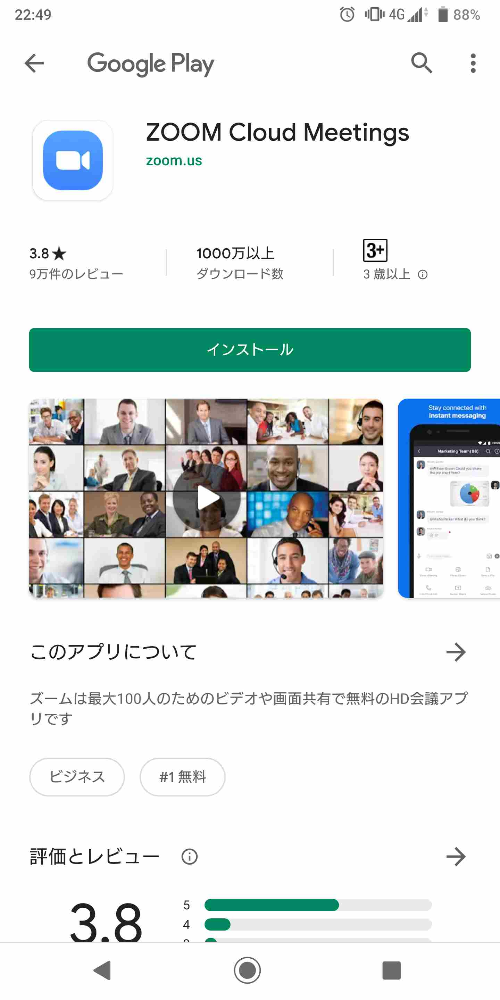 22:49
4G
88%
Google Play
ZOOM Cloud Meetings
zoom.us
3.8★
9万件のレビュー
1000万以上
ダウンロード数
3+
3 歳以上
インストール
Stay connected with
instant messaging
10:00
Marketing Team(88)
@William Braun Could you share
the pie chart here?
@Misha Parker What do you think?
このアプリについて
ズームは最大100人のためのビデオや画面共有で無料のHD会議アプ
リです
ビジネス
#1 無料
評価とレビュー
3.8
5
4